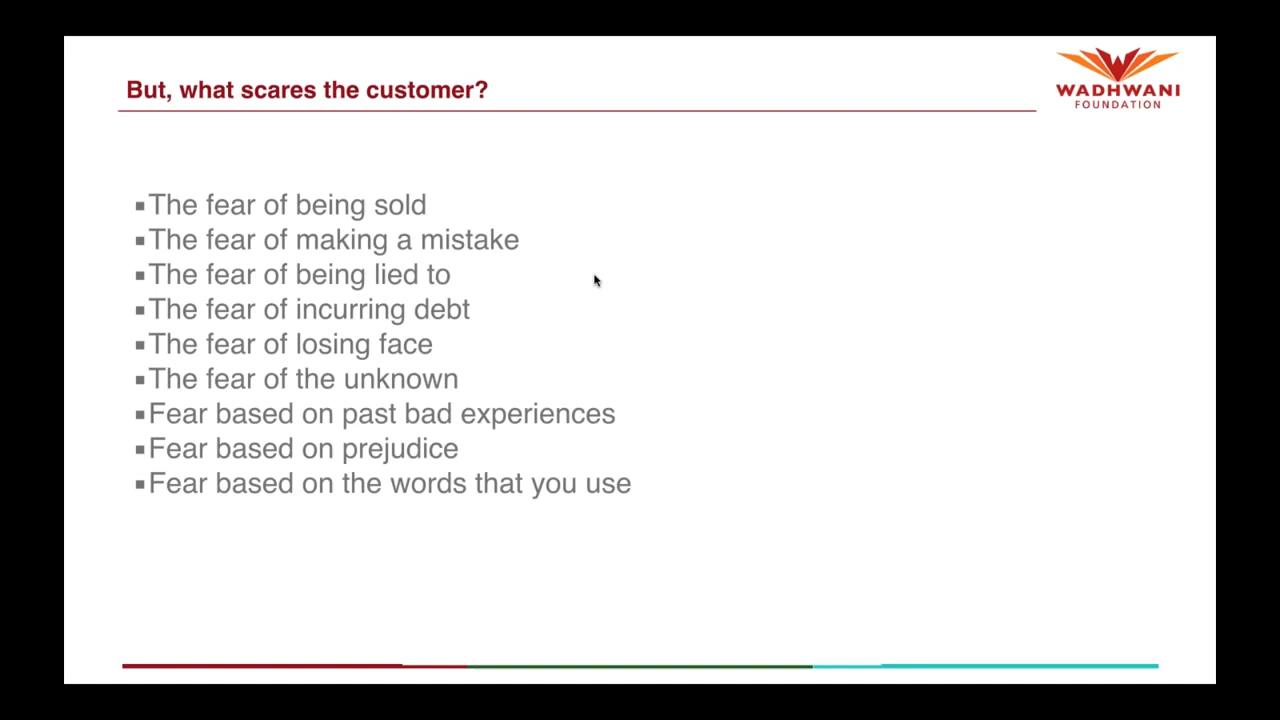 But, what scares the customer?
WADHWANI
FOUNDATION
▪The fear of being sold
▪The fear of making a mistake
▪The fear of being lied to
▪The fear of incurring debt
▪The fear of losing face
▪The fear of the unknown
▪Fear based on past bad experiences
▪Fear based on prejudice
▪Fear based on the words that you use